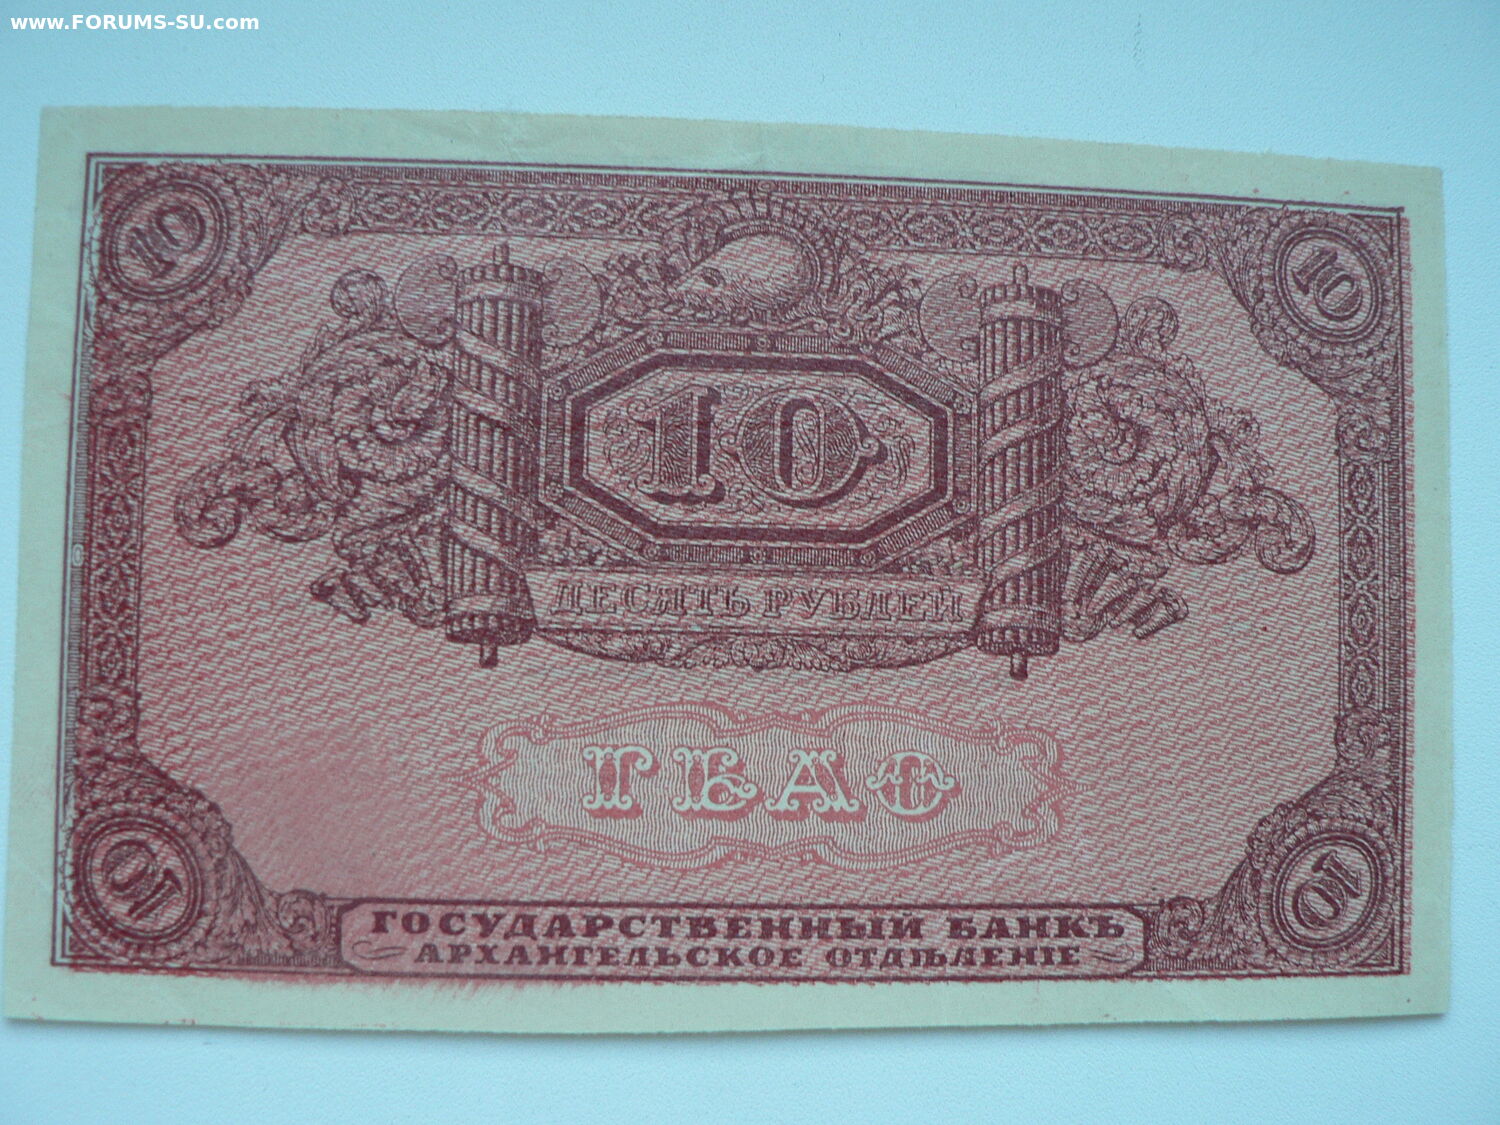 www.FORUMS-SU.com
10
10
10
ДЕСЯТЬ РУБЛЕЙ
ГБАО
10
10
ГОСУДАРСТВЕННЫЙ БАНКЪ
АРХАНГЕЛЬСКОЕ ОТДѢЛЕНІЕ